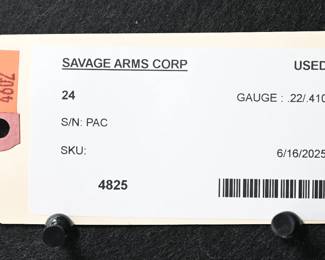 SAVAGE ARMS CORP USED
24 GAUGE : .22/.410
S/N: PAC
SKU: 6/16/2025
4825
4602